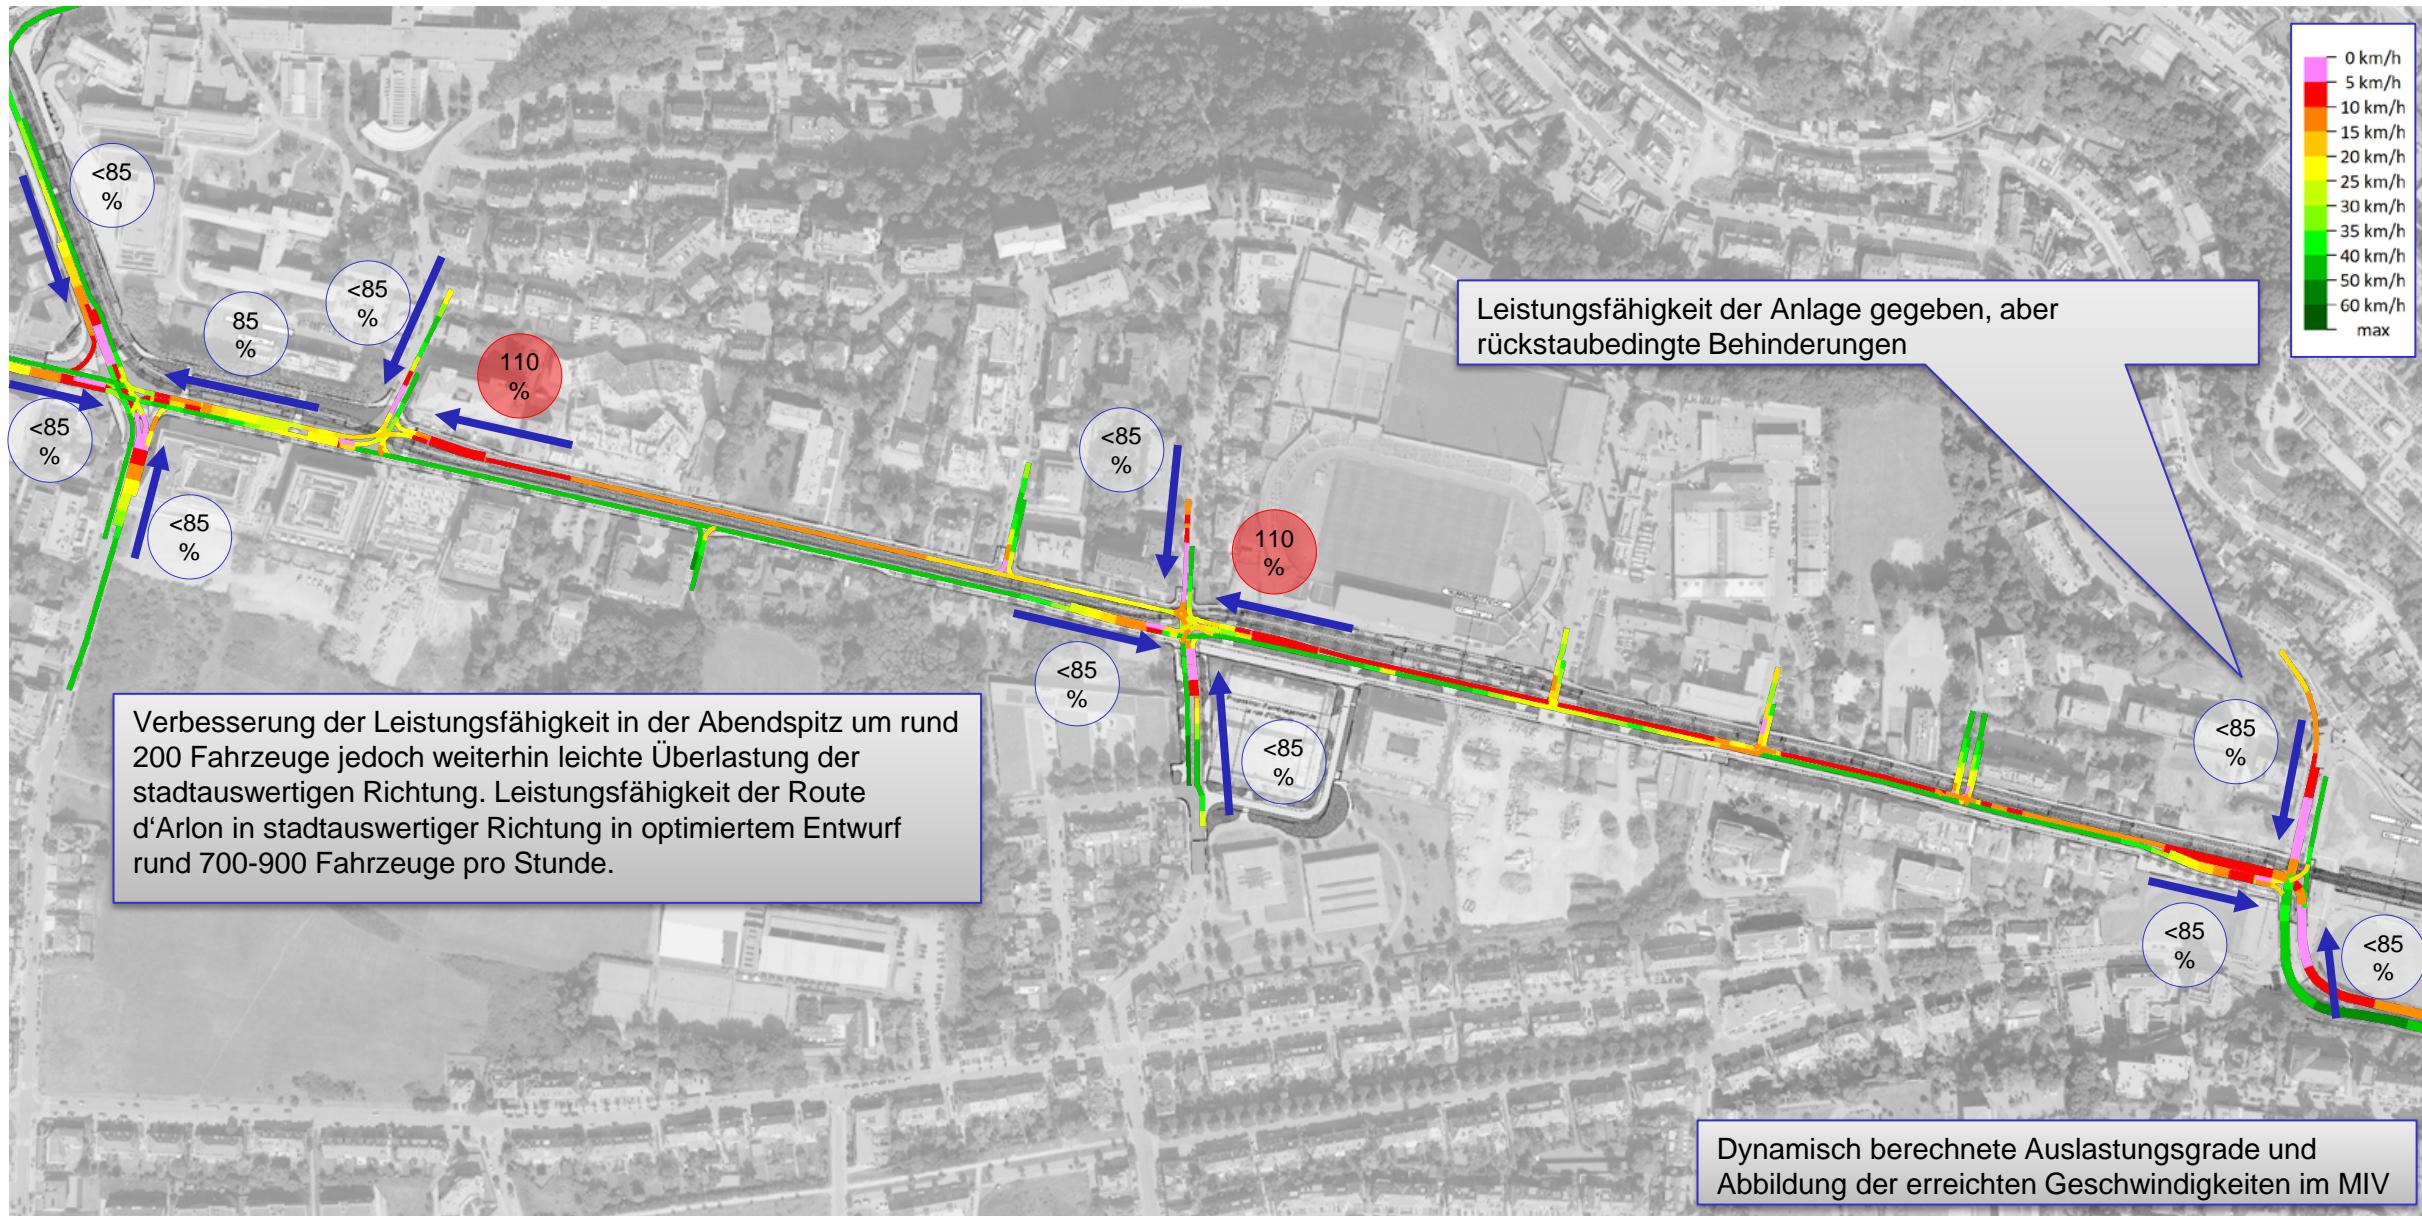 0 km/h
5 km/h
10 km/h
15 km/h
20 km/h
25 km/h
30 km/h
35 km/h
40 km/h
50 km/h
60 km/h
max
<85
%
<85
%
85
%
110
%
<85
%
<85
%
<85
%
110
%
<85
%
<85
%
<85
%
<85
%
<85
%
Leistungsfähigkeit der Anlage gegeben, aber
rückstaubedingte Behinderungen
Verbesserung der Leistungsfähigkeit in der Abendspitz um rund
200 Fahrzeuge jedoch weiterhin leichte Überlastung der
stadtauswertigen Richtung. Leistungsfähigkeit der Route
d‘Arlon in stadtauswertiger Richtung in optimiertem Entwurf
rund 700-900 Fahrzeuge pro Stunde.
Dynamisch berechnete Auslastungsgrade und
Abbildung der erreichten Geschwindigkeiten im MIV